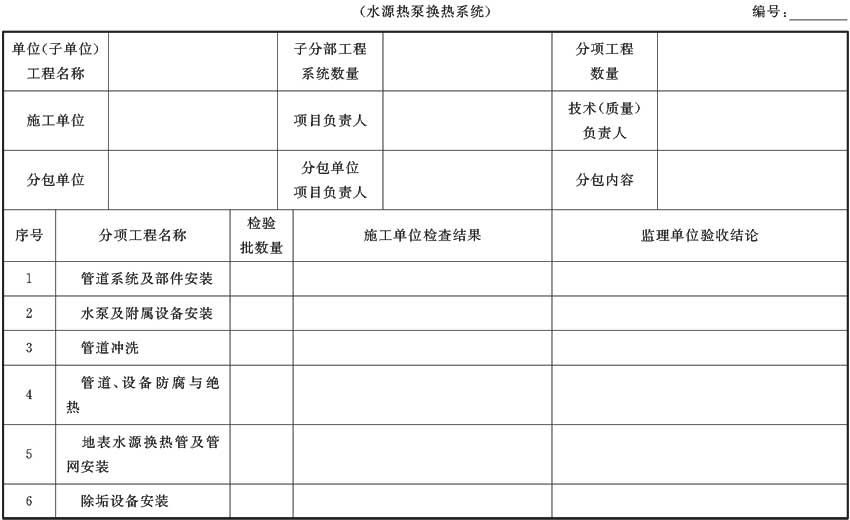 (水源热泵换热系统) 编号:
单位(子单位) 子分部工程 分项工程
工程名称 系统数量 数量
施工单位 项目负责人 技术(质量)
负责人
分包单位 分包单位 分包内容
项目负责人
序号 分项工程名称 检验 施工单位检查结果 监理单位验收结论
批数量
1 管道系统及部件安装
2 水泵及附属设备安装
3 管道冲洗
4 管道、设备防腐与绝
热
5 地表水源换热管及管
网安装
6 除垢设备安装